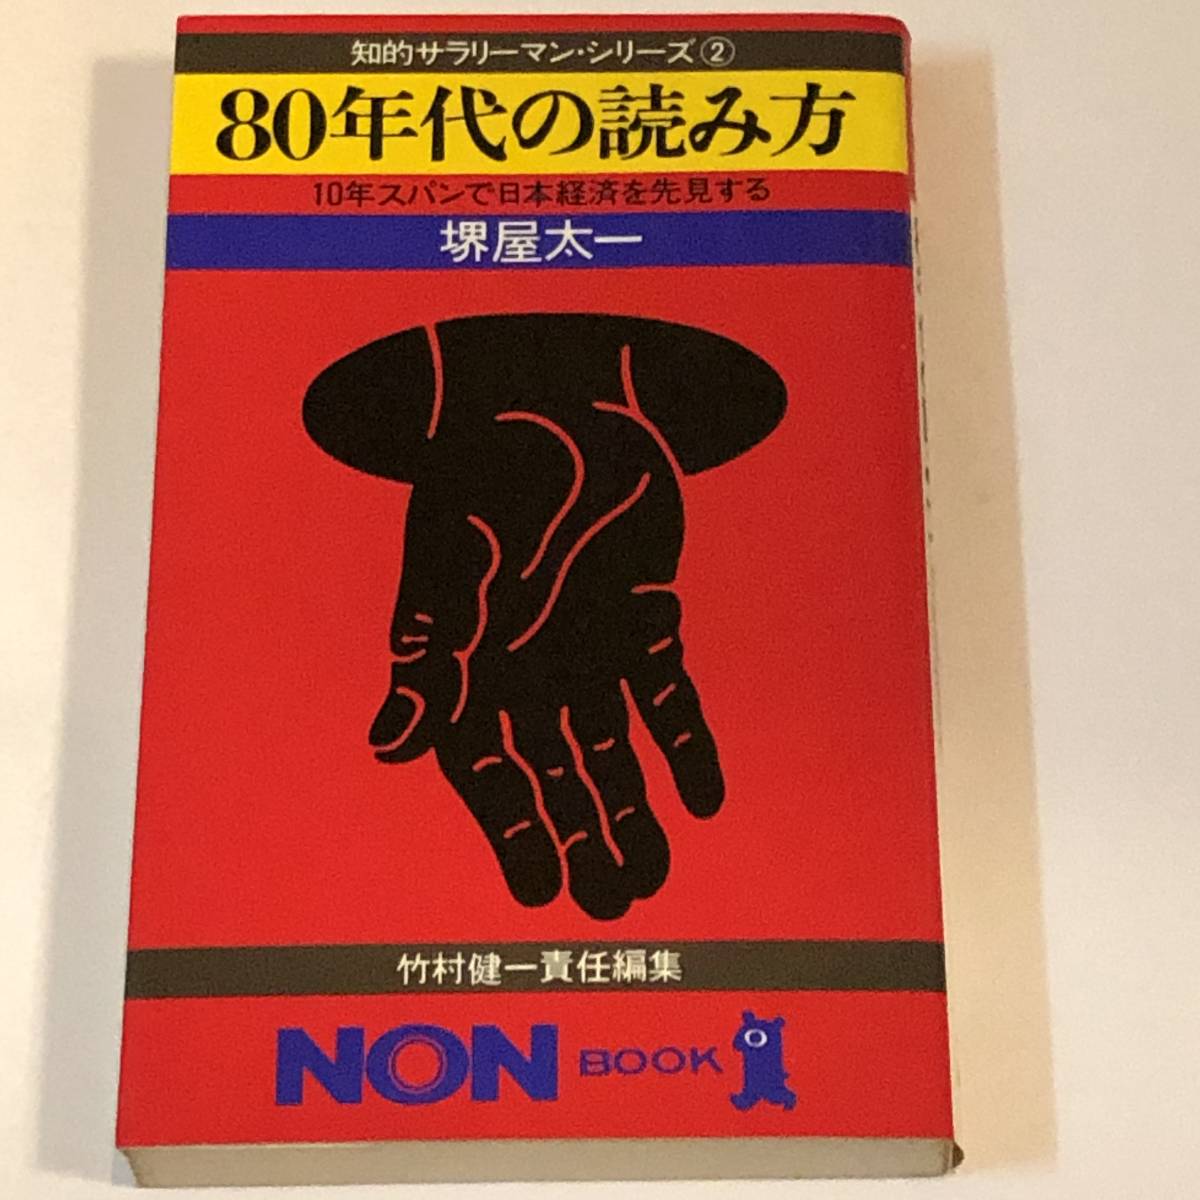 知的サラリーマン・シリーズ②
80年代の読み方
10年スパンで日本経済を先見する
堺屋太一
竹村健一責任編集
NON BOOK